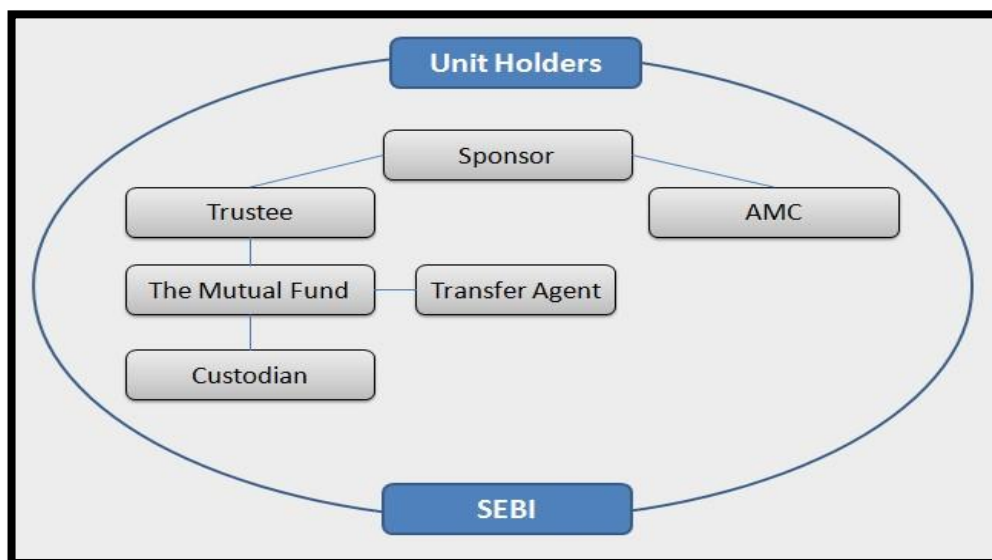 Unit Holders
Sponsor
Trustee
AMC
The Mutual Fund
Transfer Agent
Custodian
SEBI